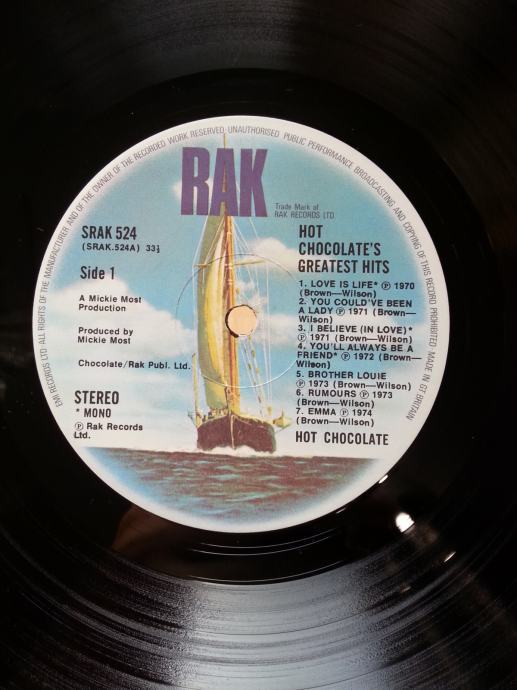 EMI RECORDS LTD·ALL RIGHTS OF THE MANUFACTURER AND OF THE OWNER OF THE RECORDED WORK RESERVED·UNAUTHORISED PUBLIC PERFORMANCE BROADCASTING AND COPYING OF THIS RECORD PROHIBITED MADE IN GT BRITAIN
RAK
Trade Mark of
RAK RECORDS LTD
SRAK 524
(SRAK.524A) 33⅓
Side 1
A Mickie Most
Production
Produced by
Mickie Most
Chocolate/Rak Publ. Ltd.
STEREO
* MONO
℗ Rak Records
Ltd.
HOT
CHOCOLATE'S
GREATEST HITS
1. LOVE IS LIFE* ℗ 1970
(Brown—Wilson)
2. YOU COULD'VE BEEN
A LADY ℗ 1971 (Brown—
Wilson)
3. I BELIEVE (IN LOVE)*
℗ 1971 (Brown—Wilson)
4. YOU'LL ALWAYS BE A
FRIEND* ℗ 1972 (Brown—
Wilson)
5. BROTHER LOUIE
℗ 1973 (Brown—Wilson)
6. RUMOURS ℗ 1973
(Brown—Wilson)
7. EMMA ℗ 1974
(Brown—Wilson)
HOT CHOCOLATE